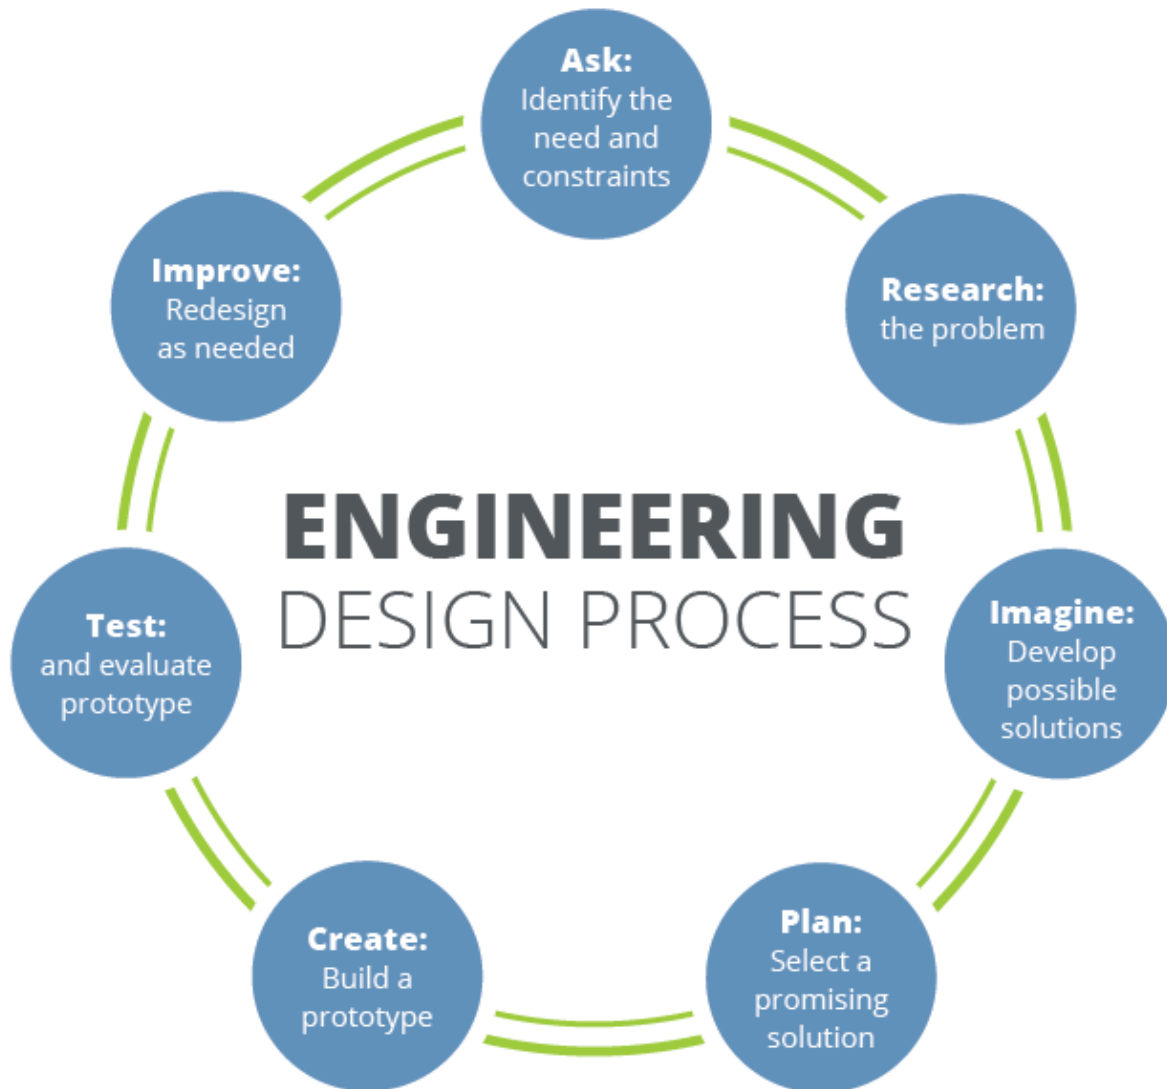 ENGINEERING
DESIGN PROCESS
Ask:
Identify the
need and
constraints
Research:
the problem
Imagine:
Develop
possible
solutions
Plan:
Select a
promising
solution
Create:
Build a
prototype
Test:
and evaluate
prototype
Improve:
Redesign
as needed